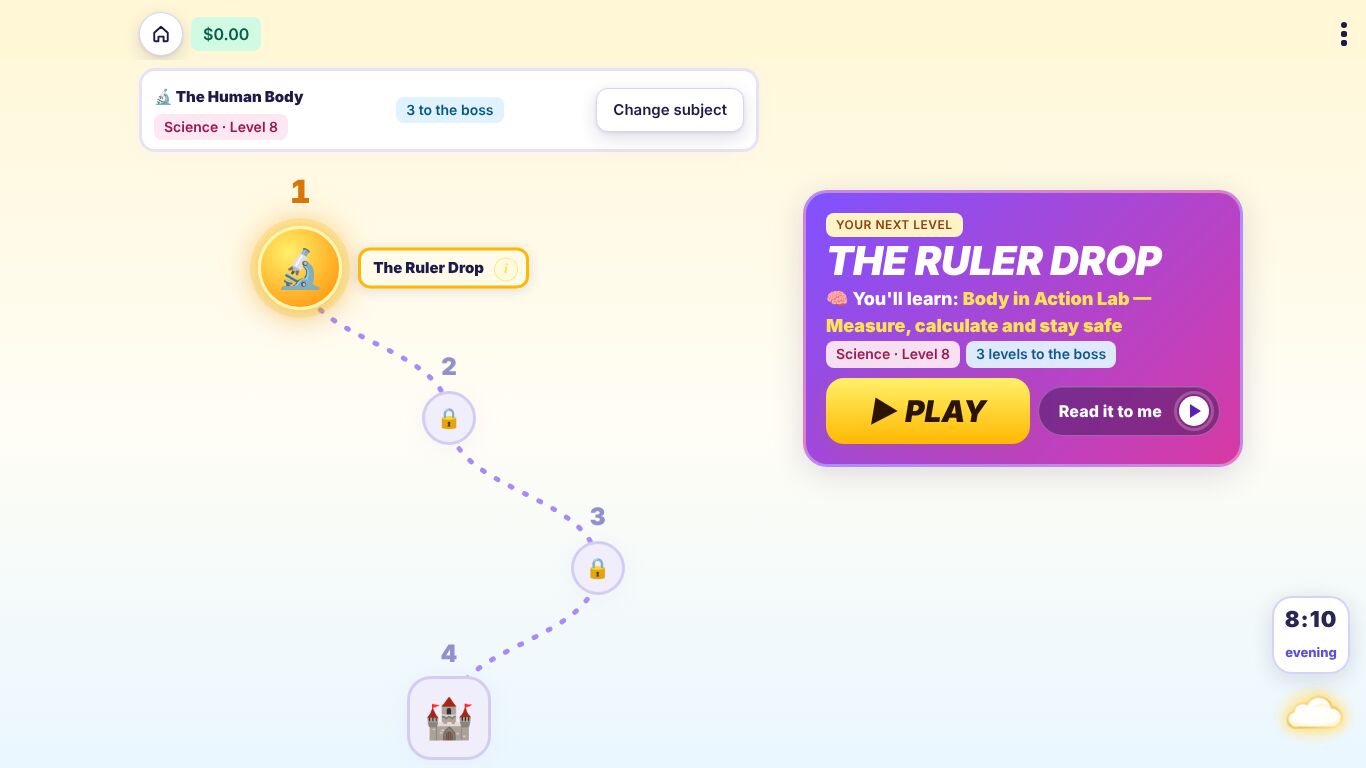 $0.00
The Human Body
Science · Level 8
3 to the boss
Change subject
1
The Ruler Drop i
2
3
4
YOUR NEXT LEVEL
THE RULER DROP
You'll learn: Body in Action Lab —
Measure, calculate and stay safe
Science · Level 8 3 levels to the boss
PLAY
Read it to me
8:10
evening